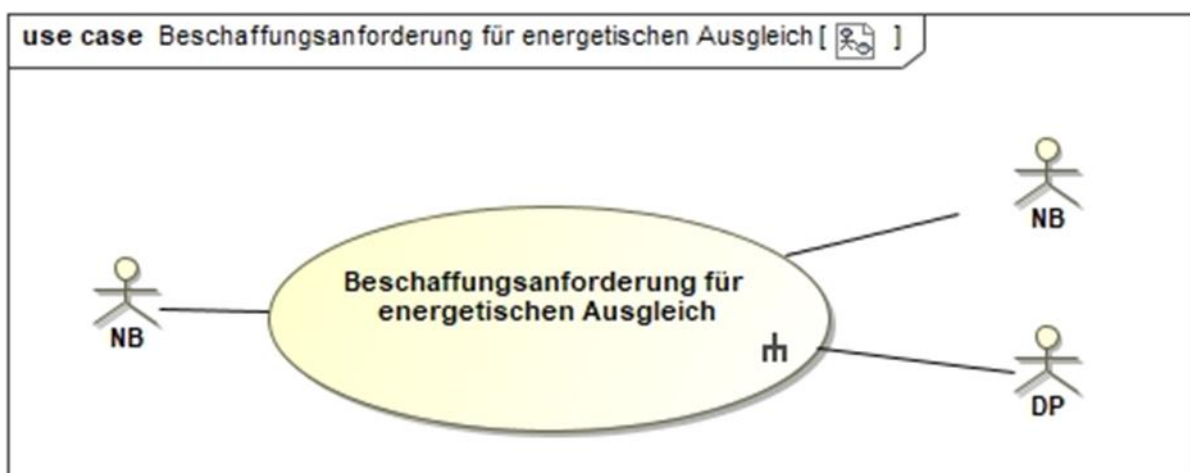 use case Beschaffungsanforderung für energetischen Ausgleich [ ]
NB
Beschaffungsanforderung für
energetischen Ausgleich
NB
DP